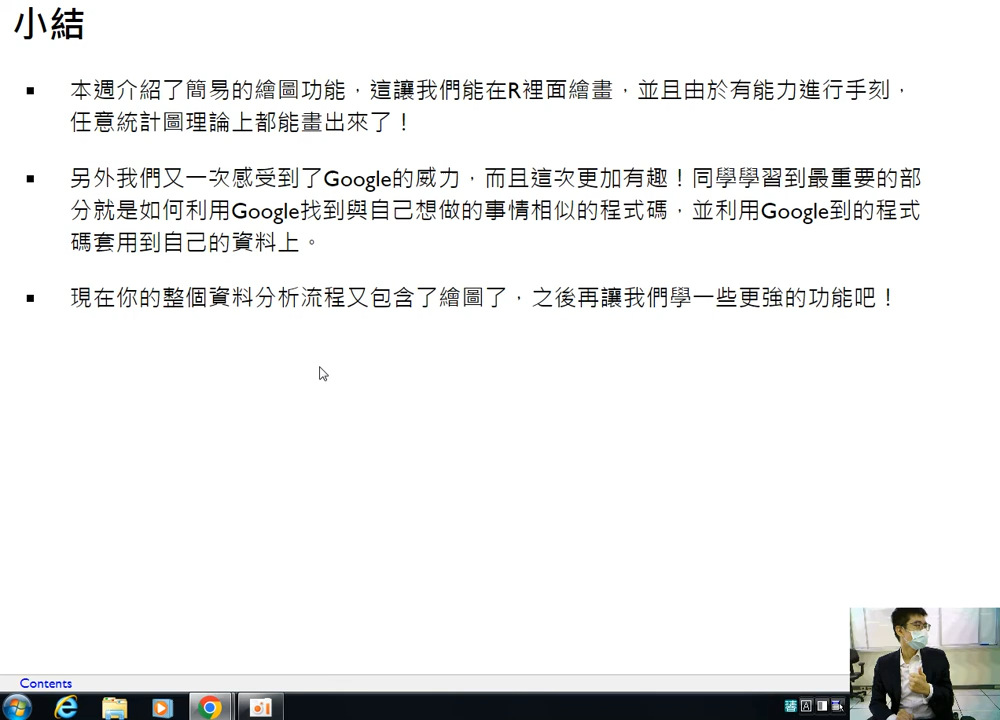 小結
本週介紹了簡易的繪圖功能，這讓我們能在R裡面繪畫，並且由於有能力進行手刻，
任意統計圖理論上都能畫出來了！
另外我們又一次感受到了Google的威力，而且這次更加有趣！同學學習到最重要的部
分就是如何利用Google找到與自己想做的事情相似的程式碼，並利用Google到的程式
碼套用到自己的資料上。
現在你的整個資料分析流程又包含了繪圖了，之後再讓我們學一些更強的功能吧！
Contents